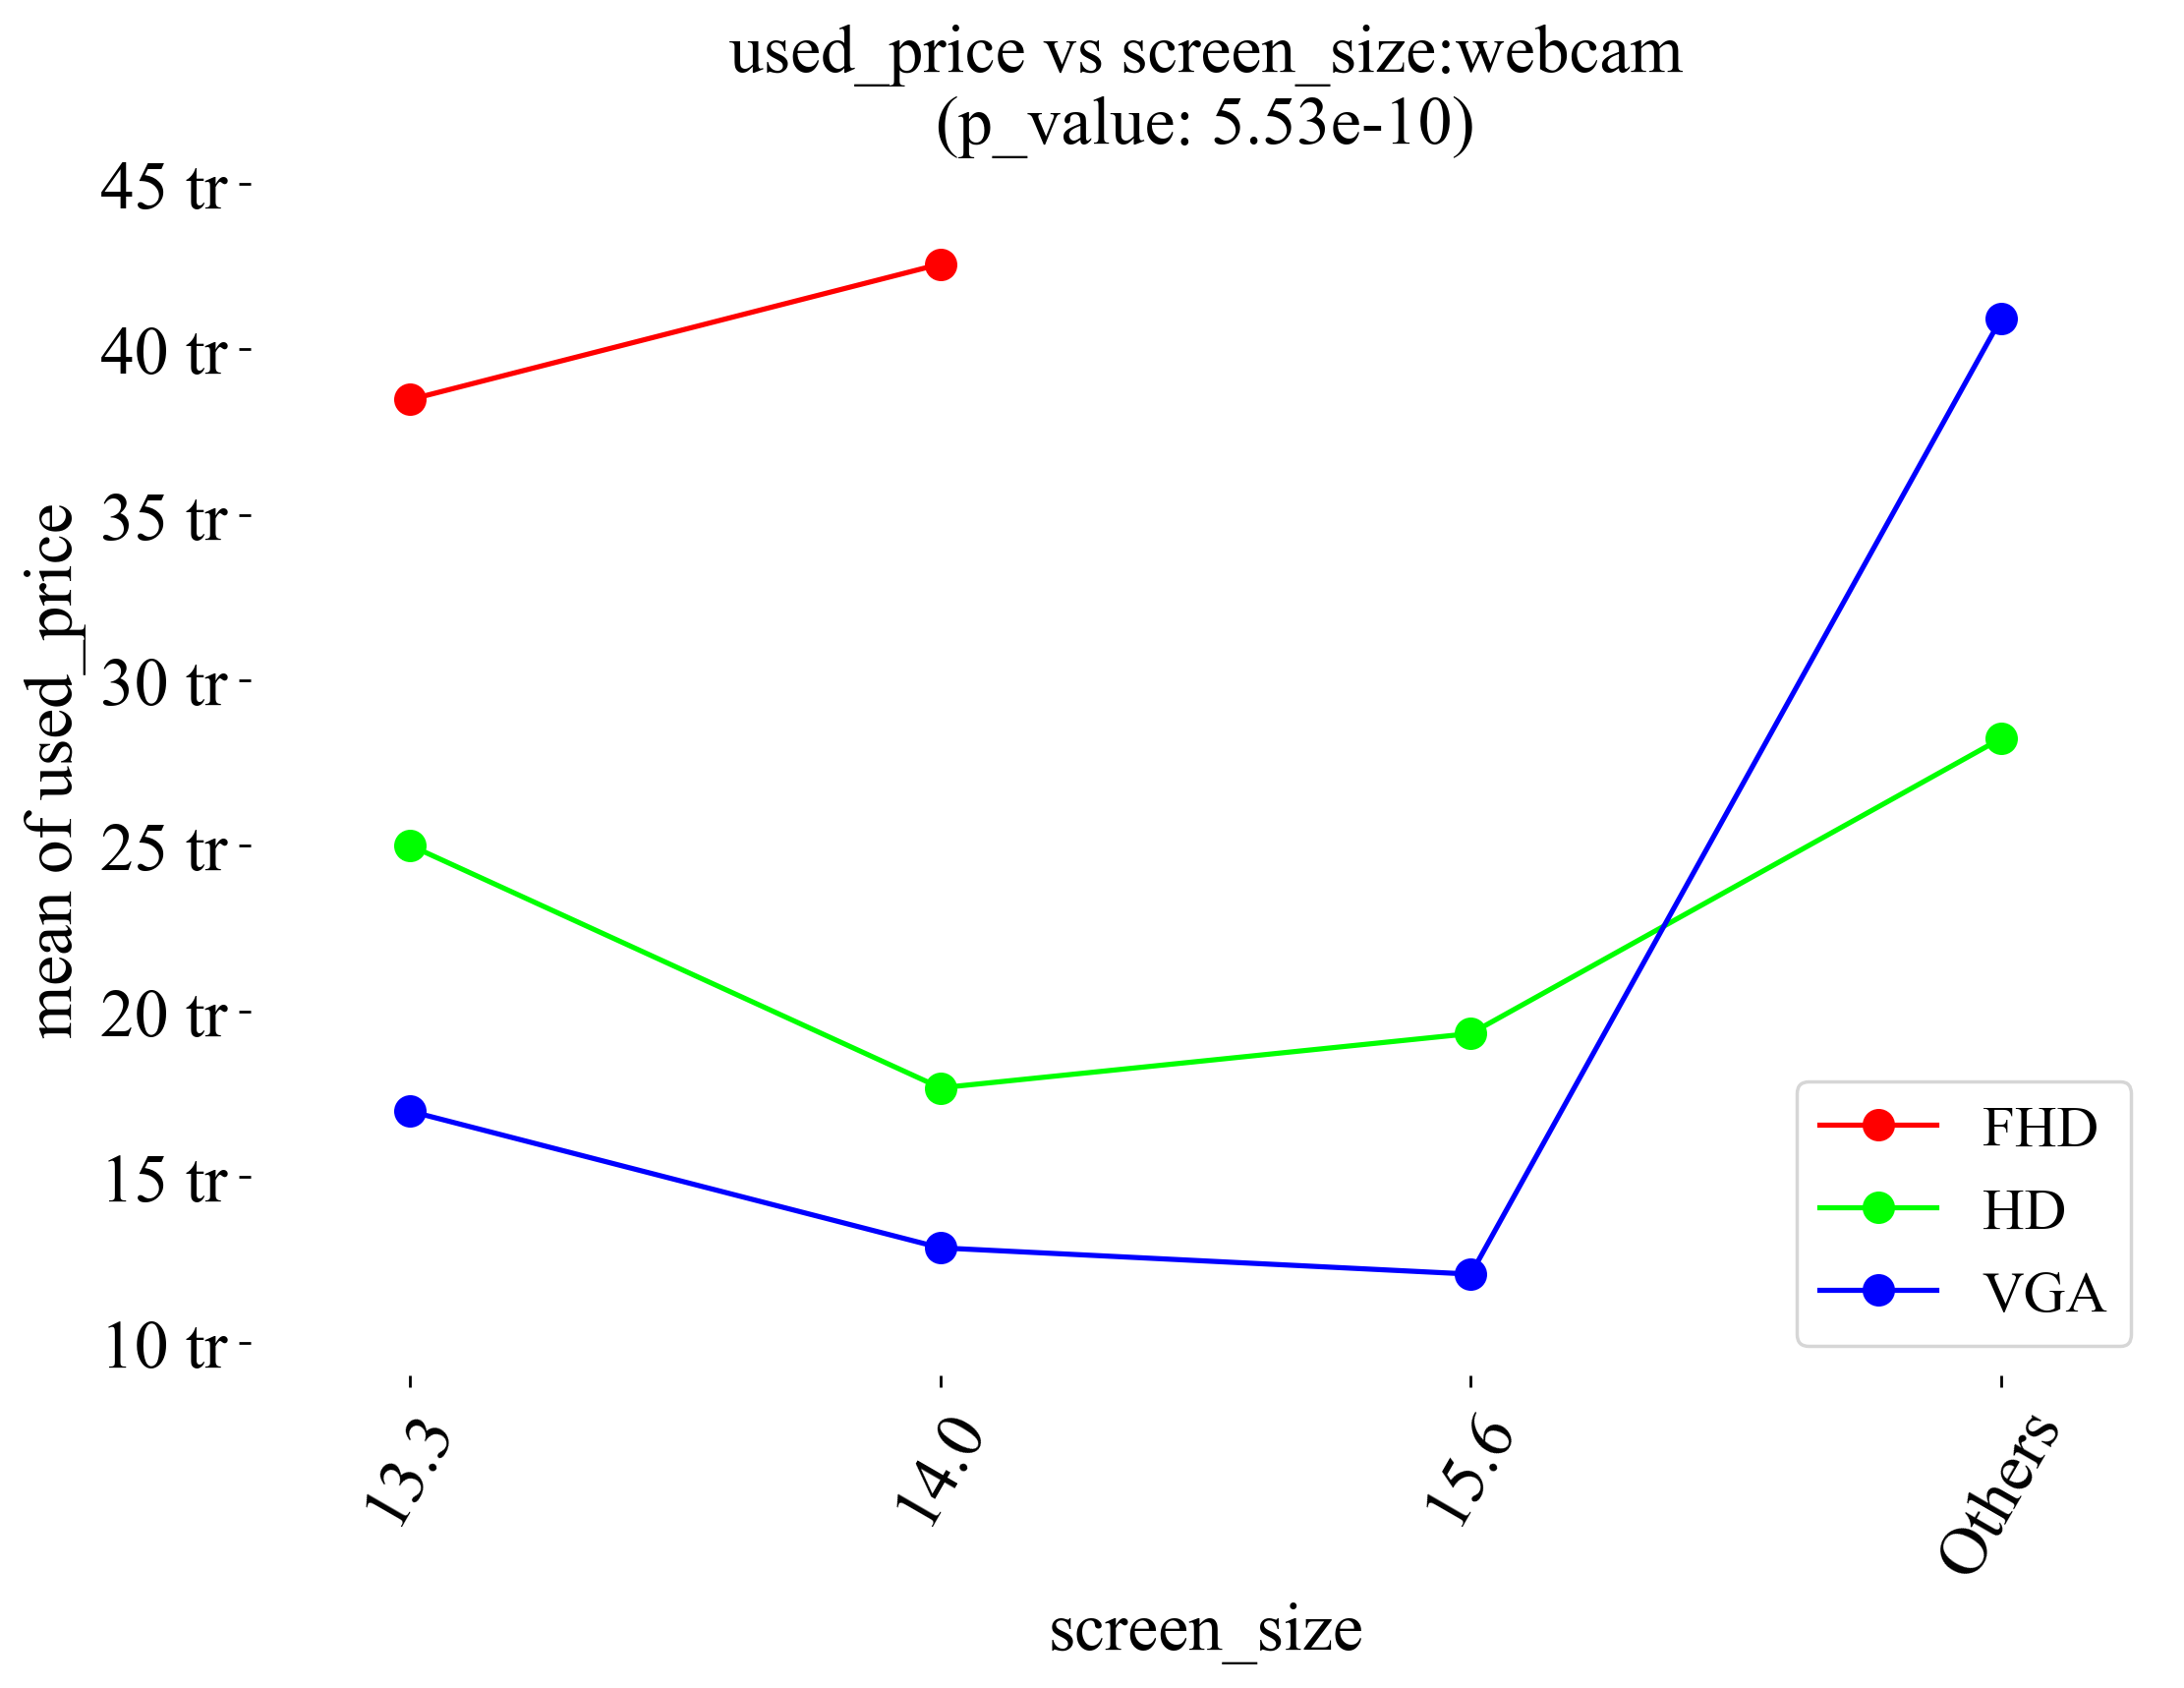 used_price vs screen_size:webcam
(p_value: 5.53e-10)
45 tr
40 tr
35 tr
30 tr
25 tr
20 tr
15 tr
10 tr
mean of used_price
FHD
HD
VGA
13.3
14.0
15.6
Others
screen_size